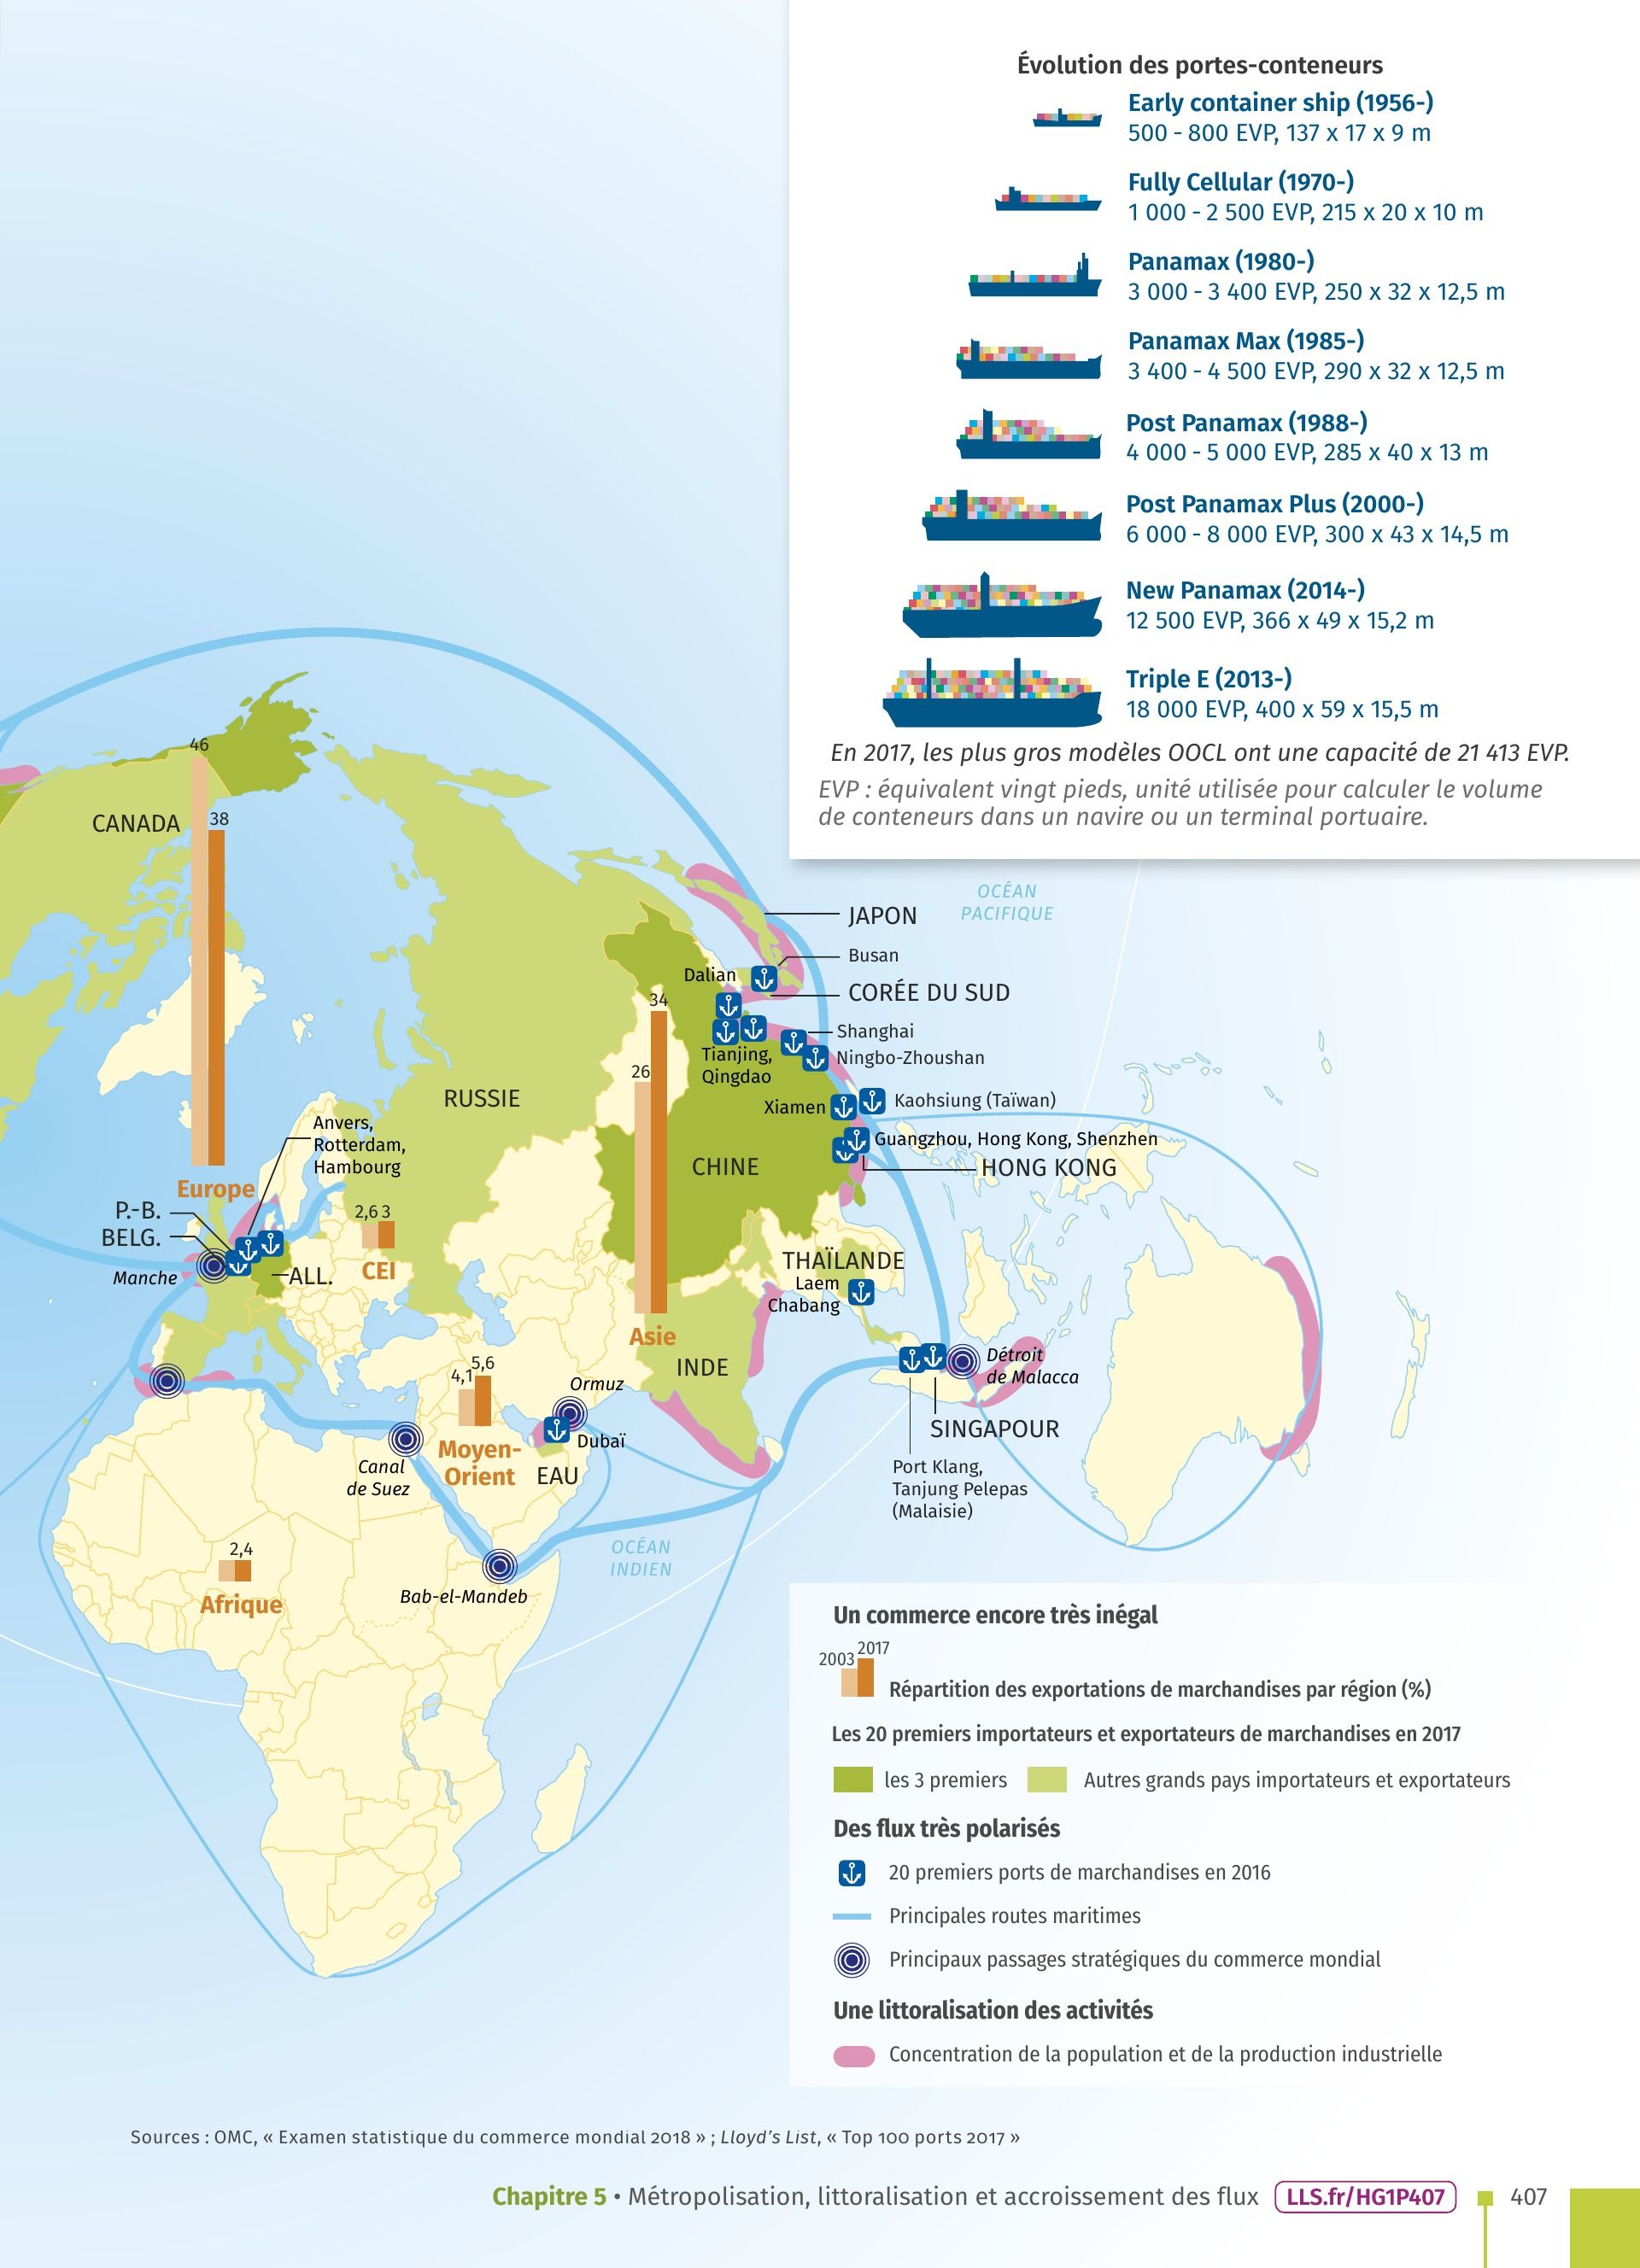 Évolution des portes-conteneurs
Early container ship (1956-)
500 - 800 EVP, 137 x 17 x 9 m
Fully Cellular (1970-)
1 000 - 2 500 EVP, 215 x 20 x 10 m
Panamax (1980-)
3 000 - 3 400 EVP, 250 x 32 x 12,5 m
Panamax Max (1985-)
3 400 - 4 500 EVP, 290 x 32 x 12,5 m
Post Panamax (1988-)
4 000 - 5 000 EVP, 285 x 40 x 13 m
Post Panamax Plus (2000-)
6 000 - 8 000 EVP, 300 x 43 x 14,5 m
New Panamax (2014-)
12 500 EVP, 366 x 49 x 15,2 m
Triple E (2013-)
18 000 EVP, 400 x 59 x 15,5 m
En 2017, les plus gros modèles OOCL ont une capacité de 21 413 EVP.
EVP : équivalent vingt pieds, unité utilisée pour calculer le volume
de conteneurs dans un navire ou un terminal portuaire.
46
CANADA
38
OCÉAN
PACIFIQUE
JAPON
Busan
Dalian
CORÉE DU SUD
34
Shanghai
Tianjing,
Qingdao
Ningbo-Zhoushan
26
RUSSIE
Xiamen
Kaohsiung (Taïwan)
Anvers,
Rotterdam,
Hambourg
Guangzhou, Hong Kong, Shenzhen
CHINE
HONG KONG
Europe
P.-B.
BELG.
2,6 3
Manche
ALL.
CEI
THAÏLANDE
Laem
Chabang
Asie
INDE
Détroit
de Malacca
4,1
5,6
Ormuz
Dubaï
SINGAPOUR
Moyen-
Orient
EAU
Canal
de Suez
Port Klang,
Tanjung Pelepas
(Malaisie)
OCÉAN
INDIEN
2,4
Afrique
Bab-el-Mandeb
Un commerce encore très inégal
2003
2017
Répartition des exportations de marchandises par région (%)
Les 20 premiers importateurs et exportateurs de marchandises en 2017
les 3 premiers
Autres grands pays importateurs et exportateurs
Des flux très polarisés
20 premiers ports de marchandises en 2016
Principales routes maritimes
Principaux passages stratégiques du commerce mondial
Une littoralisation des activités
Concentration de la population et de la production industrielle
Sources : OMC, « Examen statistique du commerce mondial 2018 » ; Lloyd's List, « Top 100 ports 2017 »
Chapitre 5 • Métropolisation, littoralisation et accroissement des flux LLS.fr/HG1P407 407